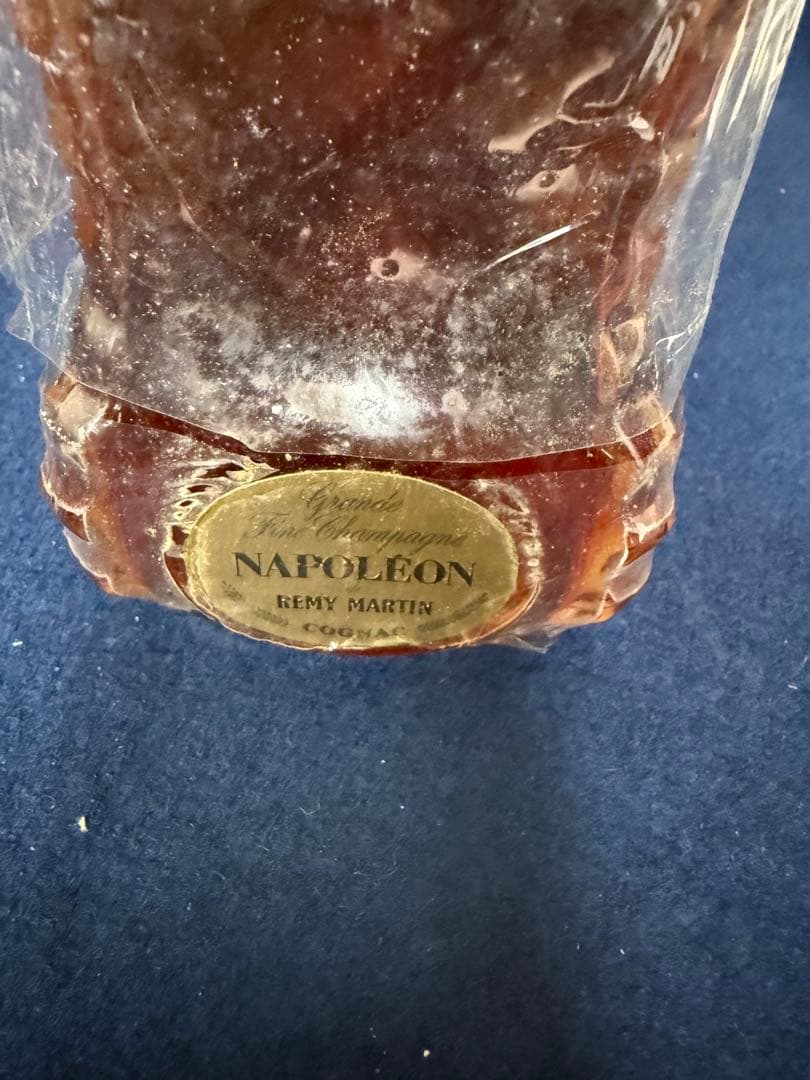 Grande
Fine Champagne
NAPOLÉON
REMY MARTIN
COGNAC